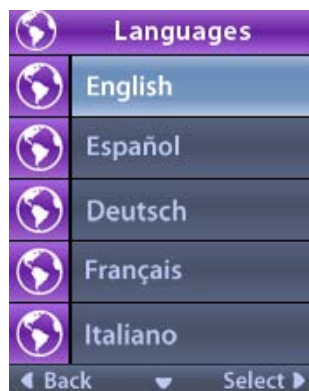 Languages
English
Español
Deutsch
Français
Italiano
Back Select